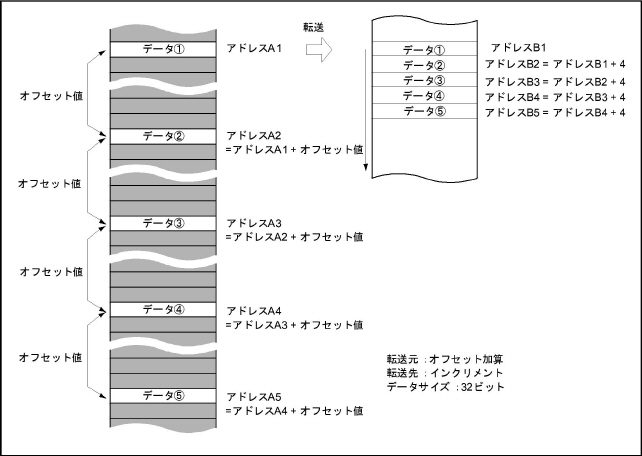 転送
データ①
アドレスA1
オフセット値
データ②
アドレスA2
=アドレスA1 + オフセット値
オフセット値
データ③
アドレスA3
=アドレスA2 + オフセット値
オフセット値
データ④
アドレスA4
=アドレスA3 + オフセット値
オフセット値
データ⑤
アドレスA5
=アドレスA4 + オフセット値
データ①
アドレスB1
データ②
アドレスB2 = アドレスB1 + 4
データ③
アドレスB3 = アドレスB2 + 4
データ④
アドレスB4 = アドレスB3 + 4
データ⑤
アドレスB5 = アドレスB4 + 4
転送元 : オフセット加算
転送先 : インクリメント
データサイズ : 32ビット